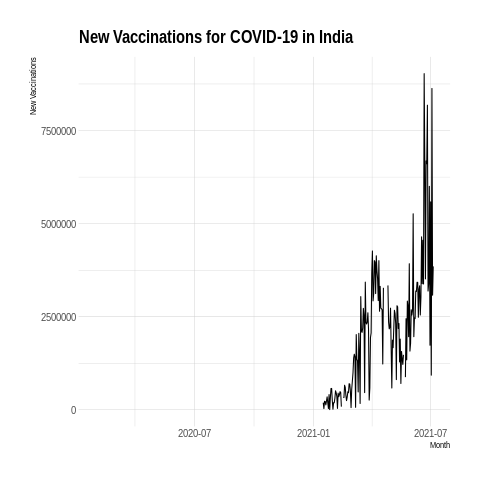 New Vaccinations for COVID-19 in India
New Vaccinations
7500000
5000000
2500000
0
2020-07
2021-01
2021-07
Month